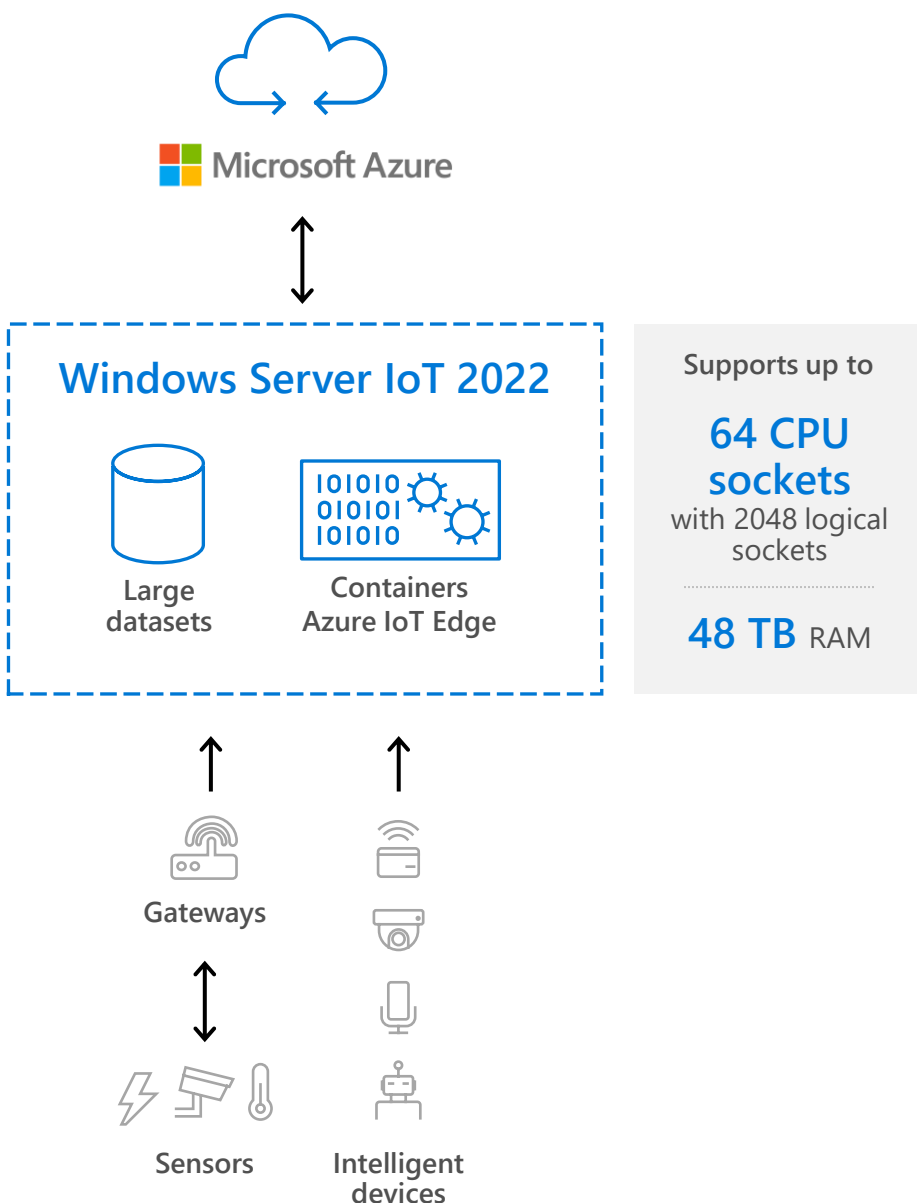 Microsoft Azure
Windows Server IoT 2022
101010
010101
101010
Large
datasets
Containers
Azure IoT Edge
Supports up to
64 CPU
sockets
with 2048 logical
sockets
48 TB RAM
Gateways
Sensors
Intelligent
devices